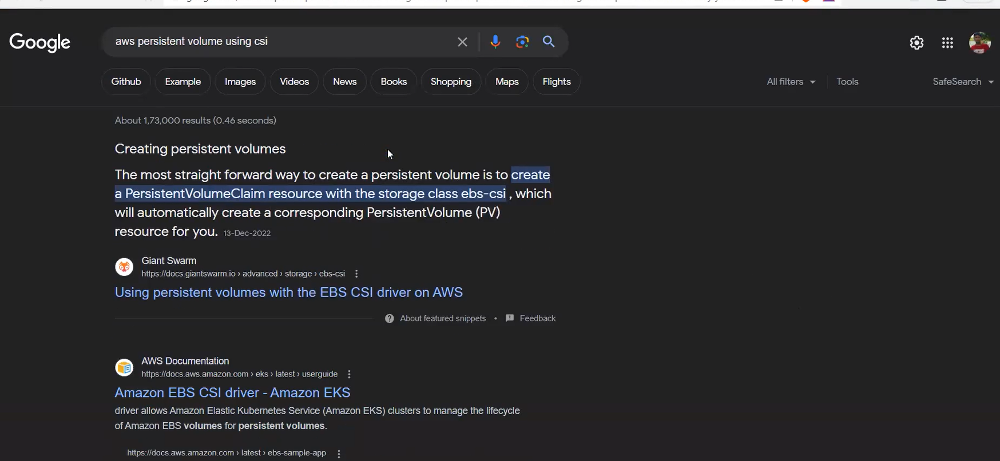 Google
aws persistent volume using csi
Github
Example
Images
Videos
News
Books
Shopping
Maps
Flights
All filters
Tools
SafeSearch
About 1,73,000 results (0.46 seconds)
Creating persistent volumes
The most straight forward way to create a persistent volume is to create
a PersistentVolumeClaim resource with the storage class ebs-csi , which
will automatically create a corresponding PersistentVolume (PV)
resource for you. 13-Dec-2022
Giant Swarm
https://docs.giantswarm.io › advanced › storage › ebs-csi
Using persistent volumes with the EBS CSI driver on AWS
About featured snippets • Feedback
AWS Documentation
https://docs.aws.amazon.com › eks › latest › userguide
Amazon EBS CSI driver - Amazon EKS
driver allows Amazon Elastic Kubernetes Service (Amazon EKS) clusters to manage the lifecycle
of Amazon EBS volumes for persistent volumes.
https://docs.aws.amazon.com › latest › ebs-sample-app